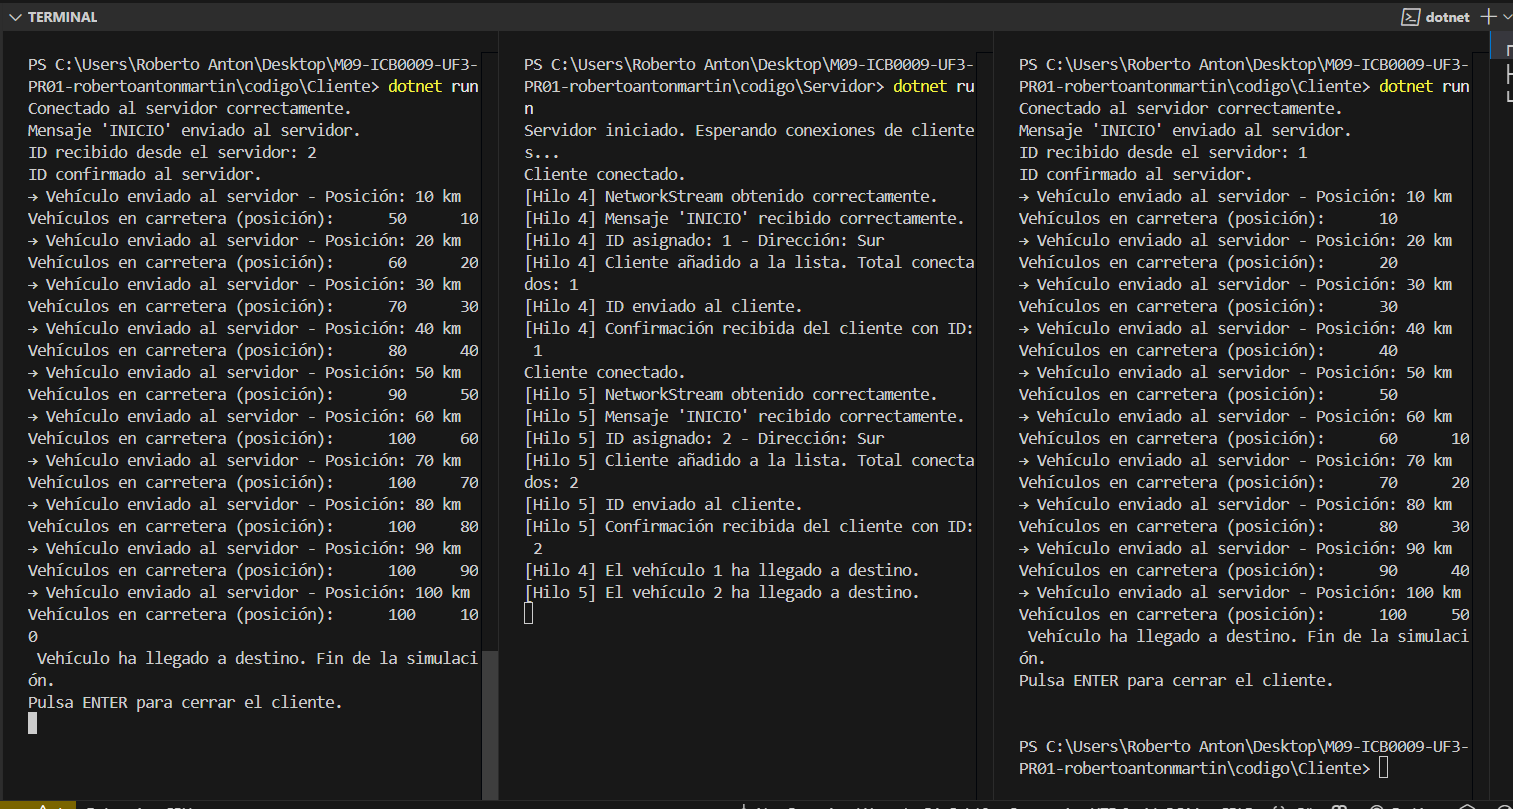 TERMINAL
dotnet
PS C:\Users\Roberto Anton\Desktop\M09-ICB0009-UF3-
PR01-robertoantonmartin\codigo\Cliente> dotnet run
Conectado al servidor correctamente.
Mensaje 'INICIO' enviado al servidor.
ID recibido desde el servidor: 2
ID confirmado al servidor.
→ Vehículo enviado al servidor - Posición: 10 km
Vehículos en carretera (posición): 50 10
→ Vehículo enviado al servidor - Posición: 20 km
Vehículos en carretera (posición): 60 20
→ Vehículo enviado al servidor - Posición: 30 km
Vehículos en carretera (posición): 70 30
→ Vehículo enviado al servidor - Posición: 40 km
Vehículos en carretera (posición): 80 40
→ Vehículo enviado al servidor - Posición: 50 km
Vehículos en carretera (posición): 90 50
→ Vehículo enviado al servidor - Posición: 60 km
Vehículos en carretera (posición): 100 60
→ Vehículo enviado al servidor - Posición: 70 km
Vehículos en carretera (posición): 100 70
→ Vehículo enviado al servidor - Posición: 80 km
Vehículos en carretera (posición): 100 80
→ Vehículo enviado al servidor - Posición: 90 km
Vehículos en carretera (posición): 100 90
→ Vehículo enviado al servidor - Posición: 100 km
Vehículos en carretera (posición): 100 10
0
Vehículo ha llegado a destino. Fin de la simulaci
ón.
Pulsa ENTER para cerrar el cliente.
PS C:\Users\Roberto Anton\Desktop\M09-ICB0009-UF3-
PR01-robertoantonmartin\codigo\Servidor> dotnet ru
n
Servidor iniciado. Esperando conexiones de cliente
s...
Cliente conectado.
[Hilo 4] NetworkStream obtenido correctamente.
[Hilo 4] Mensaje 'INICIO' recibido correctamente.
[Hilo 4] ID asignado: 1 - Dirección: Sur
[Hilo 4] Cliente añadido a la lista. Total conecta
dos: 1
[Hilo 4] ID enviado al cliente.
[Hilo 4] Confirmación recibida del cliente con ID:
1
Cliente conectado.
[Hilo 5] NetworkStream obtenido correctamente.
[Hilo 5] Mensaje 'INICIO' recibido correctamente.
[Hilo 5] ID asignado: 2 - Dirección: Sur
[Hilo 5] Cliente añadido a la lista. Total conecta
dos: 2
[Hilo 5] ID enviado al cliente.
[Hilo 5] Confirmación recibida del cliente con ID:
2
[Hilo 4] El vehículo 1 ha llegado a destino.
[Hilo 5] El vehículo 2 ha llegado a destino.
PS C:\Users\Roberto Anton\Desktop\M09-ICB0009-UF3-
PR01-robertoantonmartin\codigo\Cliente> dotnet run
Conectado al servidor correctamente.
Mensaje 'INICIO' enviado al servidor.
ID recibido desde el servidor: 1
ID confirmado al servidor.
→ Vehículo enviado al servidor - Posición: 10 km
Vehículos en carretera (posición): 10
→ Vehículo enviado al servidor - Posición: 20 km
Vehículos en carretera (posición): 20
→ Vehículo enviado al servidor - Posición: 30 km
Vehículos en carretera (posición): 30
→ Vehículo enviado al servidor - Posición: 40 km
Vehículos en carretera (posición): 40
→ Vehículo enviado al servidor - Posición: 50 km
Vehículos en carretera (posición): 50
→ Vehículo enviado al servidor - Posición: 60 km
Vehículos en carretera (posición): 60 10
→ Vehículo enviado al servidor - Posición: 70 km
Vehículos en carretera (posición): 70 20
→ Vehículo enviado al servidor - Posición: 80 km
Vehículos en carretera (posición): 80 30
→ Vehículo enviado al servidor - Posición: 90 km
Vehículos en carretera (posición): 90 40
→ Vehículo enviado al servidor - Posición: 100 km
Vehículos en carretera (posición): 100 50
Vehículo ha llegado a destino. Fin de la simulaci
ón.
Pulsa ENTER para cerrar el cliente.
PS C:\Users\Roberto Anton\Desktop\M09-ICB0009-UF3-
PR01-robertoantonmartin\codigo\Cliente>